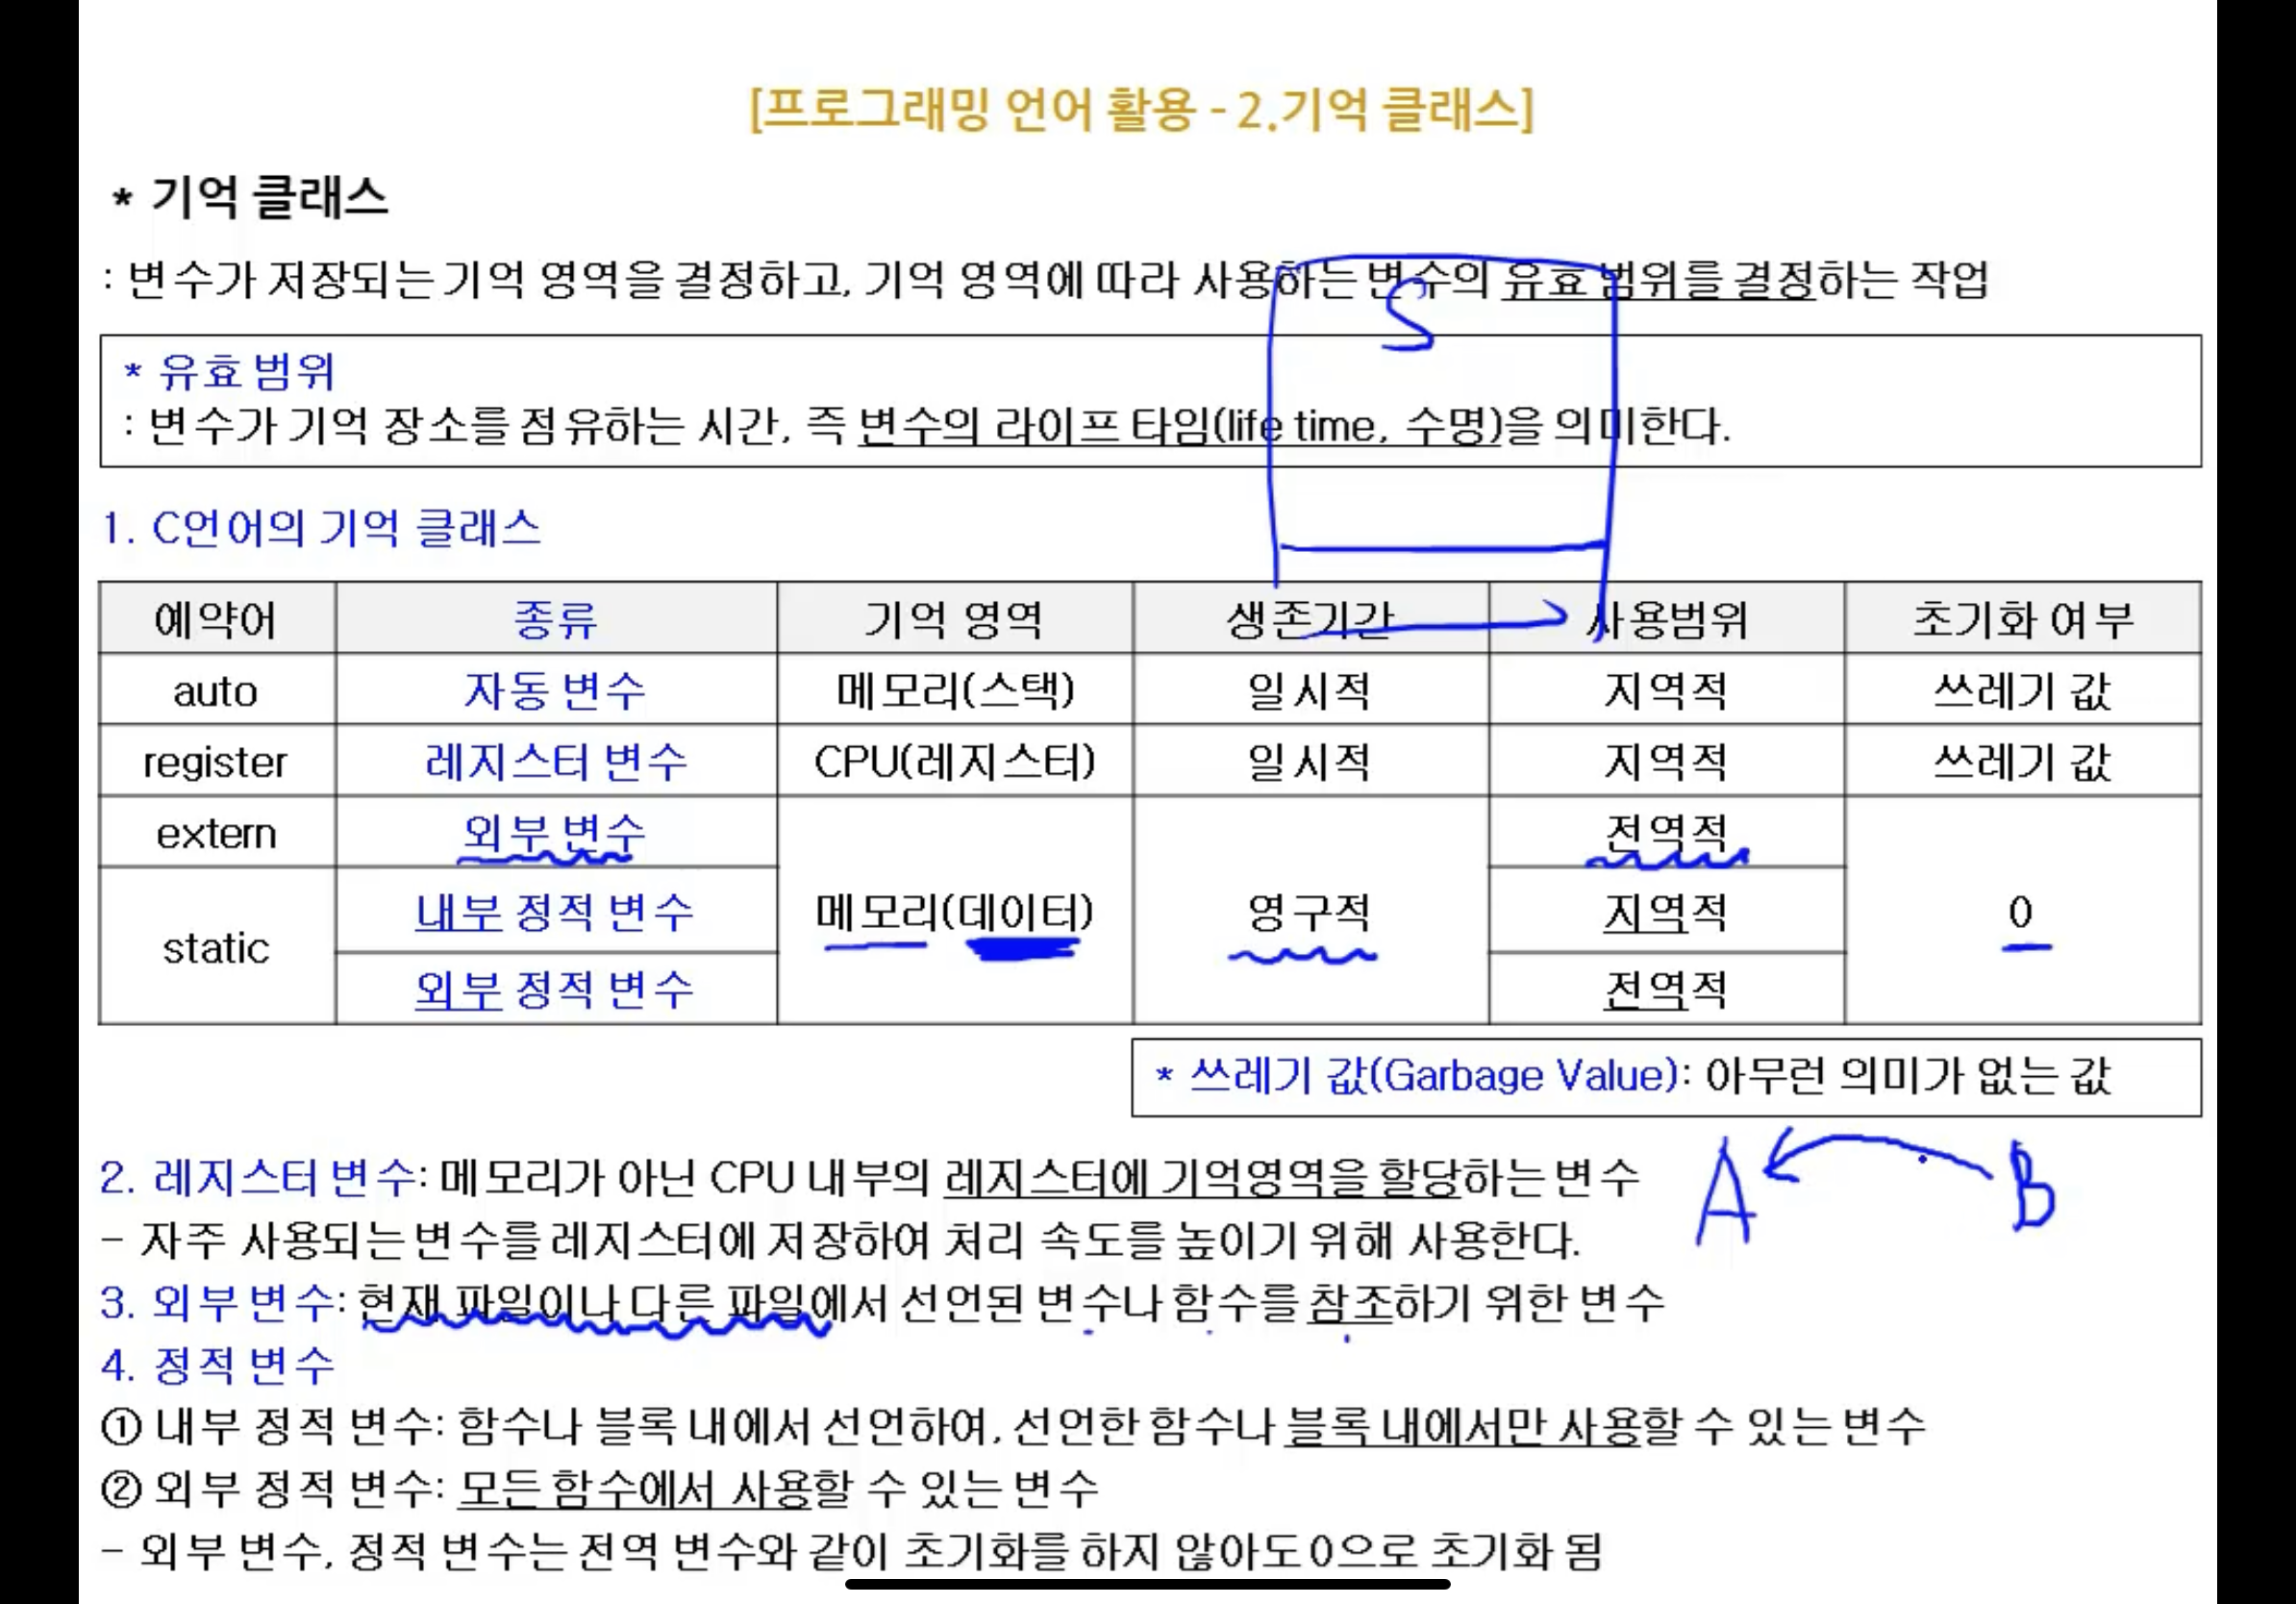 [프로그래밍 언어 활용 - 2.기억 클래스]
* 기억 클래스
: 변수가 저장되는 기억 영역을 결정하고, 기억 영역에 따라 사용하는 변수의 유효 범위를 결정하는 작업
S
* 유효 범위
: 변수가 기억 장소를 점유하는 시간, 즉 변수의 라이프 타임(life time, 수명)을 의미한다.
1. C언어의 기억 클래스
예약어 종류 기억 영역 생존기간 사용범위 초기화 여부
auto 자동 변수 메모리(스택) 일시적 지역적 쓰레기 값
register 레지스터 변수 CPU(레지스터) 일시적 지역적 쓰레기 값
extern 외부 변수 전역적
static 내부 정적 변수 메모리(데이터) 영구적 지역적 0
외부 정적 변수 전역적
* 쓰레기 값(Garbage Value): 아무런 의미가 없는 값
2. 레지스터 변수: 메모리가 아닌 CPU 내부의 레지스터에 기억영역을 할당하는 변수
A B
- 자주 사용되는 변수를 레지스터에 저장하여 처리 속도를 높이기 위해 사용한다.
3. 외부 변수: 현재 파일이나 다른 파일에서 선언된 변수나 함수를 참조하기 위한 변수
4. 정적 변수
① 내부 정적 변수: 함수나 블록 내에서 선언하여, 선언한 함수나 블록 내에서만 사용할 수 있는 변수
② 외부 정적 변수: 모든 함수에서 사용할 수 있는 변수
- 외부 변수, 정적 변수는 전역 변수와 같이 초기화를 하지 않아도 0으로 초기화 됨